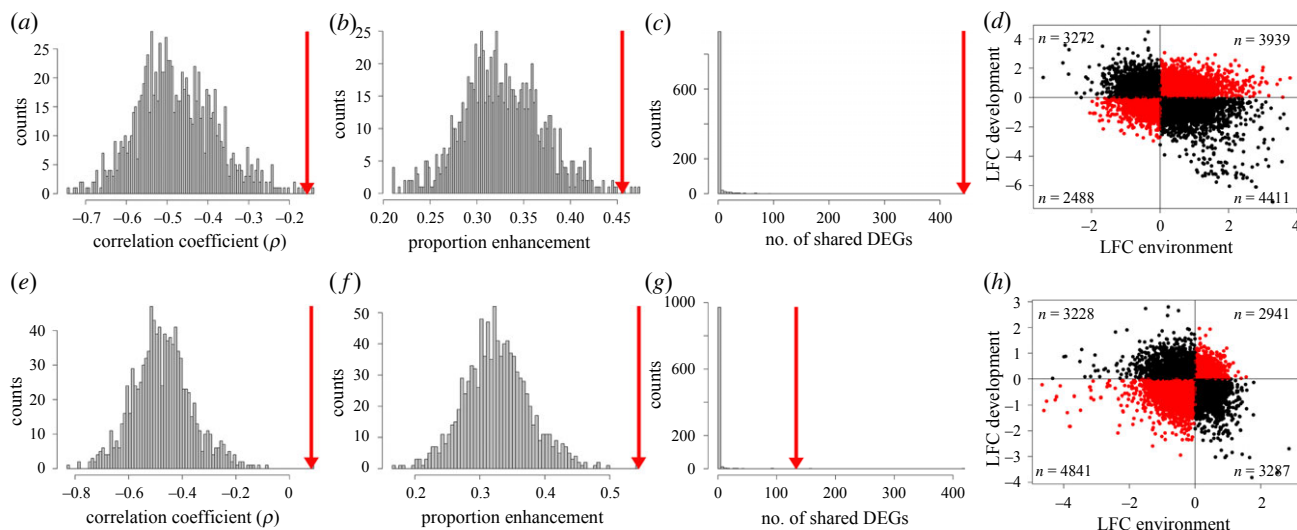 (a)
counts
25
20
15
10
5
0
–0.7 –0.6 –0.5 –0.4 –0.3 –0.2
correlation coefficient (ρ)
(b)
counts
25
20
15
10
5
0
0.20 0.25 0.30 0.35 0.40 0.45
proportion enhancement
(c)
counts
800
600
400
200
0
0 100 200 300 400
no. of shared DEGs
(d)
LFC development
4
2
0
–2
–4
–6
n = 3272
n = 3939
n = 2488
n = 4411
–2 0 2 4
LFC environment
(e)
counts
40
30
20
10
0
–0.8 –0.6 –0.4 –0.2 0
correlation coefficient (ρ)
(f)
counts
50
40
30
20
10
0
0.2 0.3 0.4 0.5
proportion enhancement
(g)
counts
1000
800
600
400
200
0
0 100 200 300 400
no. of shared DEGs
(h)
LFC development
3
2
1
0
–1
–2
–3
–4
n = 3228
n = 2941
n = 4841
n = 3287
–4 –2 0 2
LFC environment